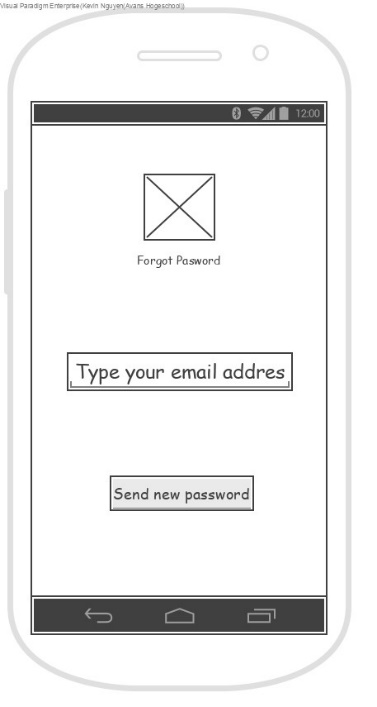 Visual Paradigm Enterprise(Kevin Nguyen(Avans Hogeschool))
12:00
Forgot Pasword
Type your email addres
Send new password